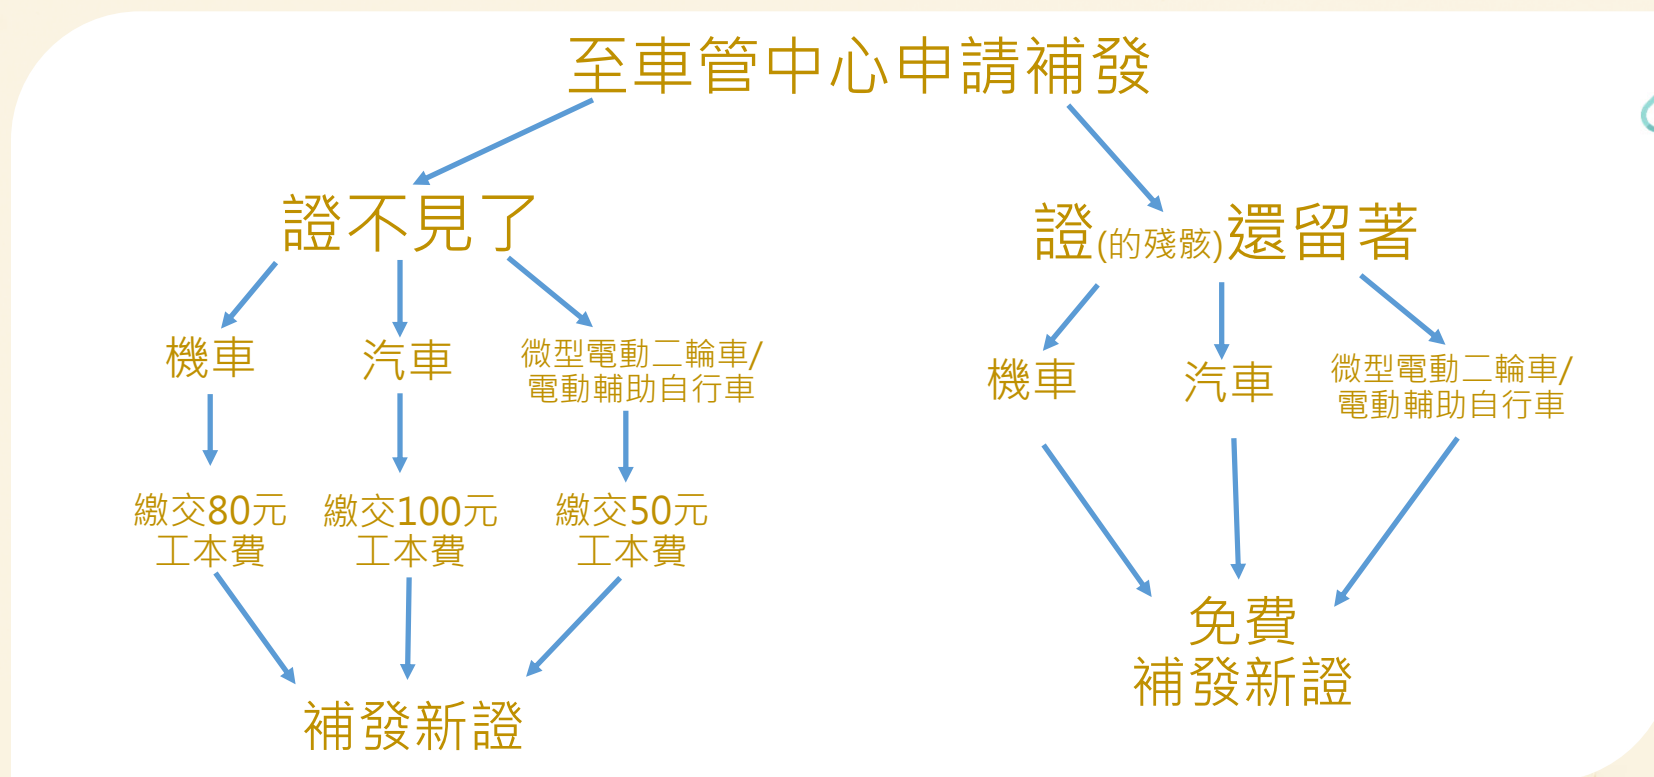 至車管中心申請補發
證不見了
證(的殘骸)還留著
機車
汽車
微型電動二輪車/
電動輔助自行車
機車
汽車
微型電動二輪車/
電動輔助自行車
繳交80元
工本費
繳交100元
工本費
繳交50元
工本費
補發新證
免費
補發新證